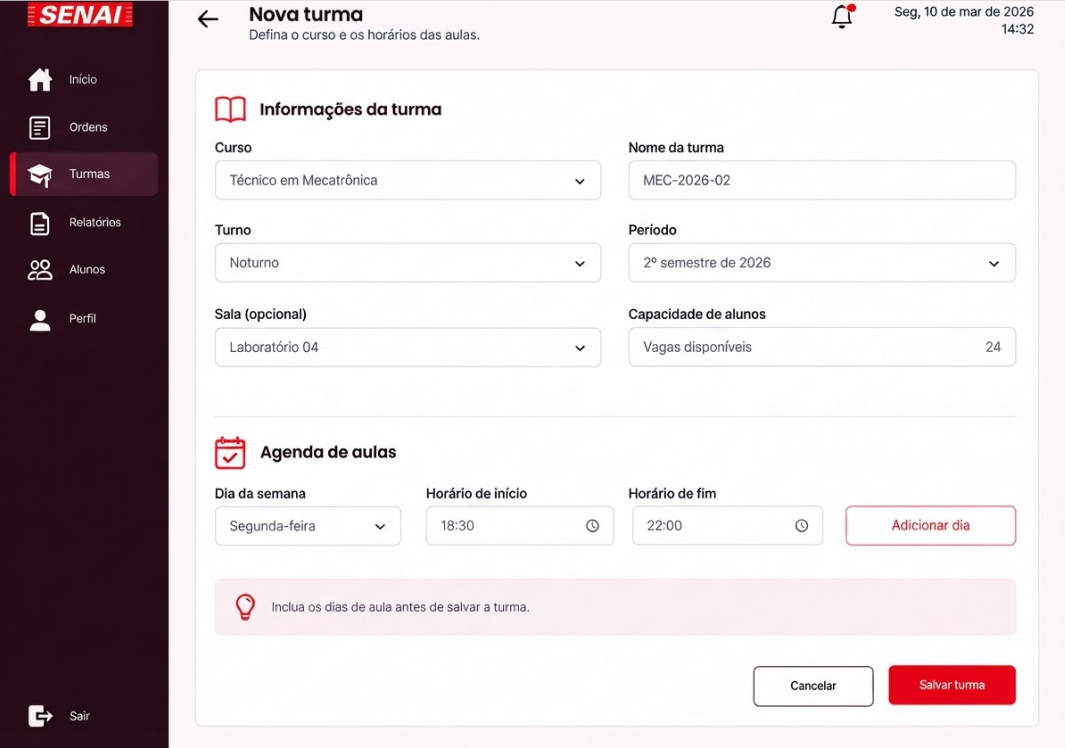 SENAI
Início
Ordens
Turmas
Relatórios
Alunos
Perfil
Sair
Nova turma
Defina o curso e os horários das aulas.
Seg, 10 de mar de 2026
14:32
Informações da turma
Curso
Técnico em Mecatrônica
Nome da turma
MEC-2026-02
Turno
Noturno
Período
2º semestre de 2026
Sala (opcional)
Laboratório 04
Capacidade de alunos
Vagas disponíveis 24
Agenda de aulas
Dia da semana
Segunda-feira
Horário de início
18:30
Horário de fim
22:00
Adicionar dia
Inclua os dias de aula antes de salvar a turma.
Cancelar
Salvar turma